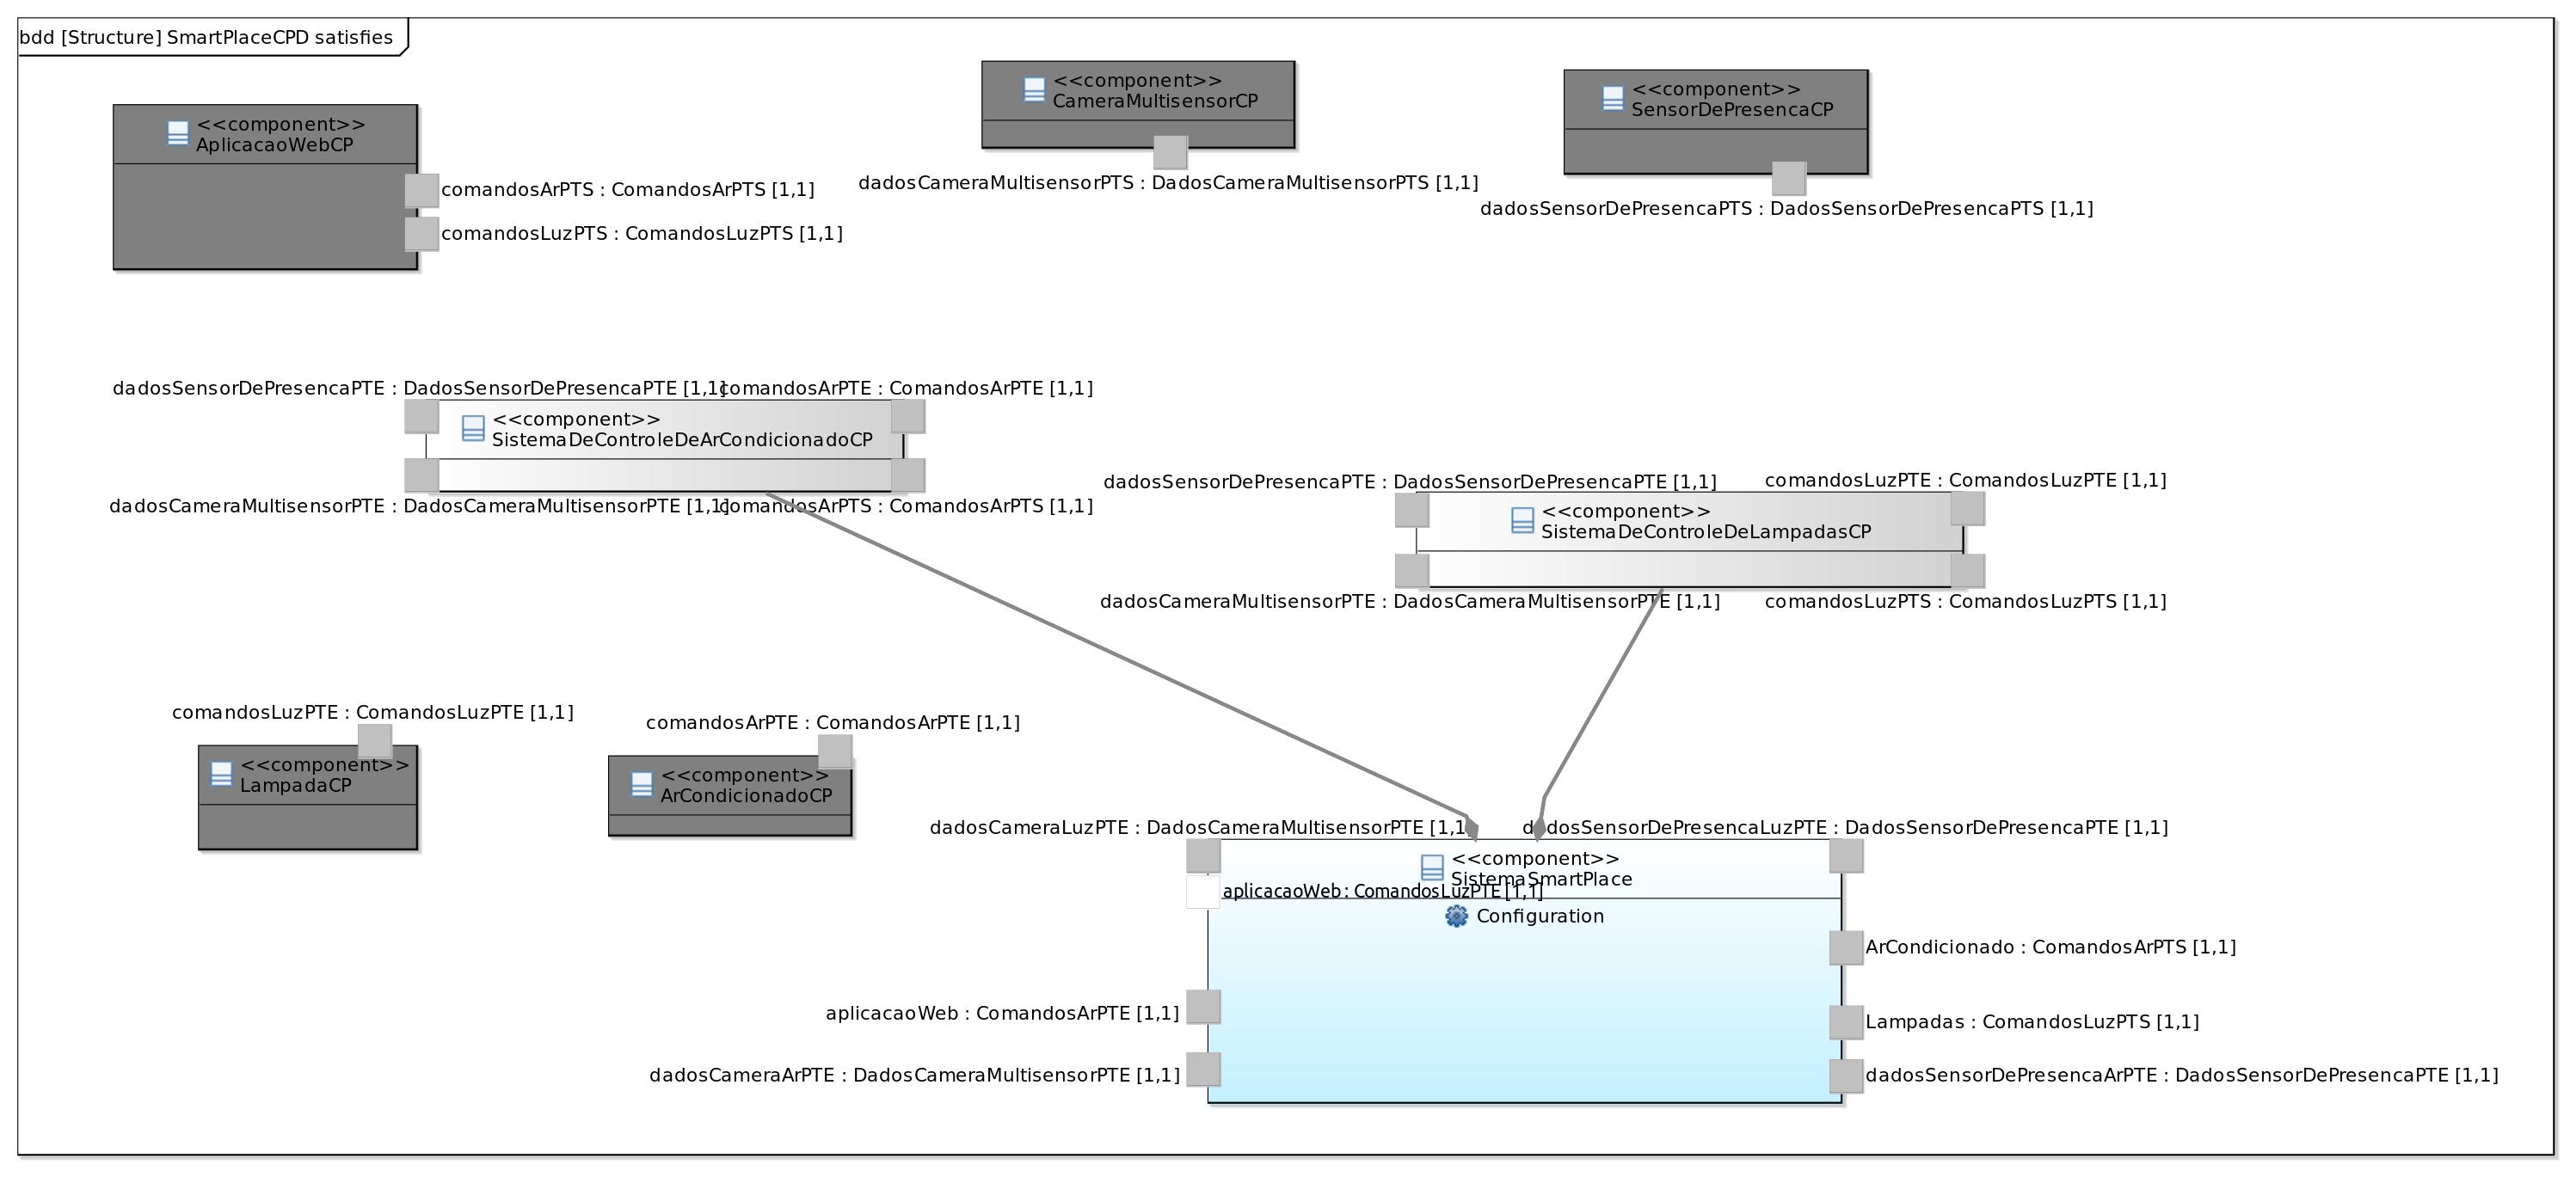 bdd [Structure] SmartPlaceCPD satisfies
<<component>>
CameraMultisensorCP
<<component>>
SensorDePresencaCP
<<component>>
AplicacaoWebCP
dadosCameraMultisensorPTS : DadosCameraMultisensorPTS [1,1]
comandosArPTS : ComandosArPTS [1,1]
dadosSensorDePresencaPTS : DadosSensorDePresencaPTS [1,1]
comandosLuzPTS : ComandosLuzPTS [1,1]
dadosSensorDePresencaPTE : DadosSensorDePresencaPTE [1,1]
comandosArPTE : ComandosArPTE [1,1]
<<component>>
SistemaDeControleDeArCondicionadoCP
dadosCameraMultisensorPTE : DadosCameraMultisensorPTE [1,1]
comandosArPTS : ComandosArPTS [1,1]
dadosSensorDePresencaPTE : DadosSensorDePresencaPTE [1,1]
comandosLuzPTE : ComandosLuzPTE [1,1]
<<component>>
SistemaDeControleDeLampadasCP
dadosCameraMultisensorPTE : DadosCameraMultisensorPTE [1,1]
comandosLuzPTS : ComandosLuzPTS [1,1]
comandosLuzPTE : ComandosLuzPTE [1,1]
comandosArPTE : ComandosArPTE [1,1]
<<component>>
LampadaCP
<<component>>
ArCondicionadoCP
dadosCameraLuzPTE : DadosCameraMultisensorPTE [1,1]
dadosSensorDePresencaLuzPTE : DadosSensorDePresencaPTE [1,1]
<<component>>
SistemaSmartPlace
aplicacaoWeb : ComandosLuzPTE [1,1]
Configuration
ArCondicionado : ComandosArPTS [1,1]
aplicacaoWeb : ComandosArPTE [1,1]
Lampadas : ComandosLuzPTS [1,1]
dadosCameraArPTE : DadosCameraMultisensorPTE [1,1]
dadosSensorDePresencaArPTE : DadosSensorDePresencaPTE [1,1]